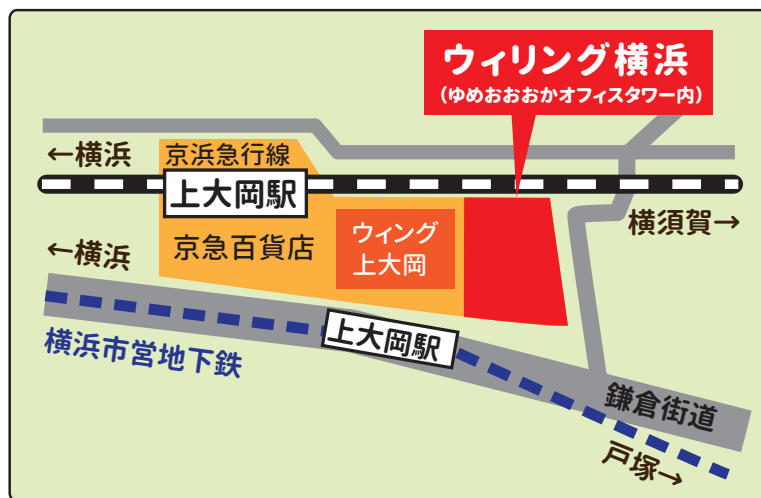 ウィリング横浜
(ゆめおおおかオフィスタワー内)
←横浜
京浜急行線
上大岡駅
横須賀→
京急百貨店
ウィング
上大岡
←横浜
横浜市営地下鉄
上大岡駅
鎌倉街道
戸塚→